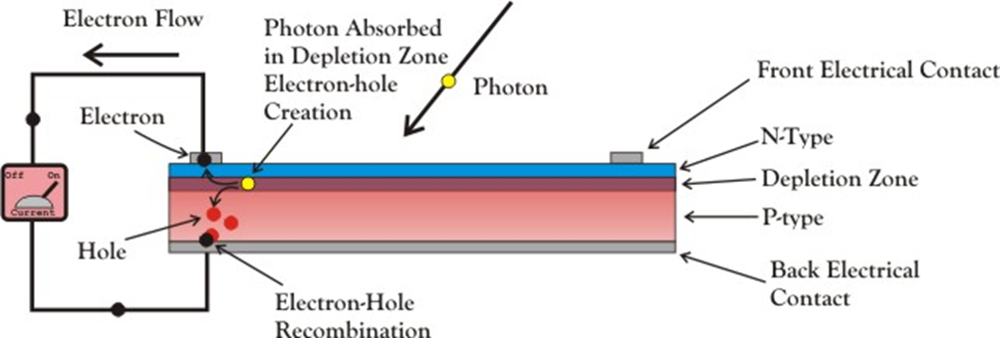 Electron Flow
Photon Absorbed
in Depletion Zone
Electron-hole
Creation
Photon
Front Electrical Contact
Electron
N-Type
Depletion Zone
P-type
Off On
Current
Hole
Back Electrical
Contact
Electron-Hole
Recombination